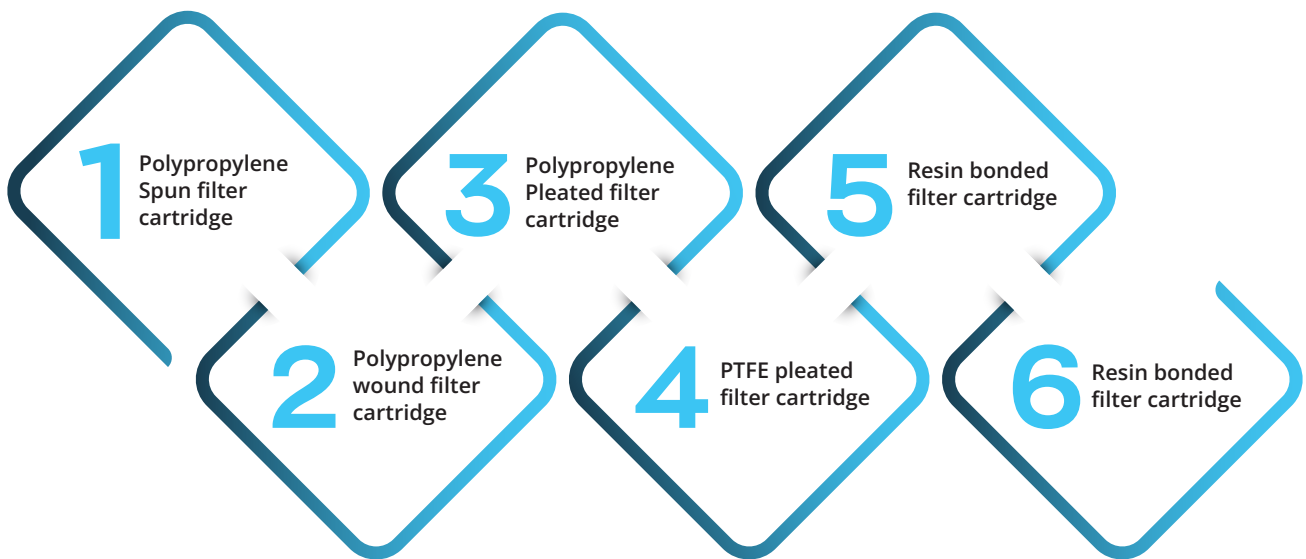 1
Polypropylene
Spun filter
cartridge
2
Polypropylene
wound filter
cartridge
3
Polypropylene
Pleated filter
cartridge
4
PTFE pleated
filter cartridge
5
Resin bonded
filter cartridge
6
Resin bonded
filter cartridge